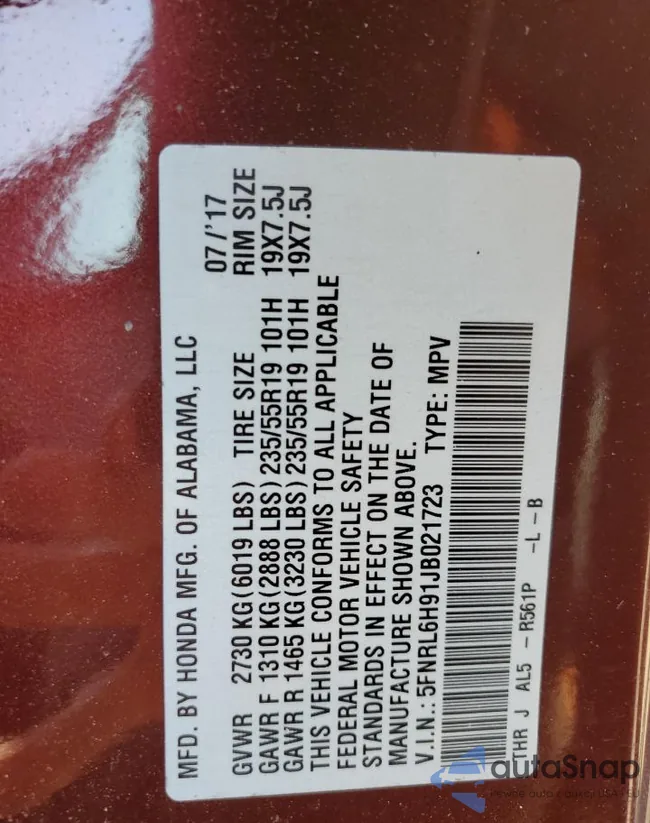 MFD. BY HONDA MFG. OF ALABAMA, LLC 07/'17
GVWR 2730 KG(6019 LBS) TIRE SIZE RIM SIZE
GAWR F 1310 KG(2888 LBS)235/55R19 101H 19X7.5J
GAWR R 1465 KG(3230 LBS)235/55R19 101H 19X7.5J
THIS VEHICLE CONFORMS TO ALL APPLICABLE
FEDERAL MOTOR VEHICLE SAFETY
STANDARDS IN EFFECT ON THE DATE OF
MANUFACTURE SHOWN ABOVE.
V.I.N.: 5FNRL6H91JB021723 TYPE: MPV
THR J AL5 -R561P -L -B
autaSnap